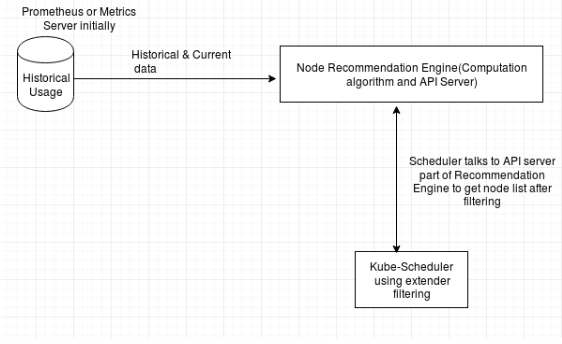 Prometheus or Metrics
Server initially
Historical
Usage
Historical & Current
data
Node Recommendation Engine(Computation
algorithm and API Server)
Scheduler talks to API server
part of Recommendation
Engine to get node list after
filtering
Kube-Scheduler
using extender
filtering